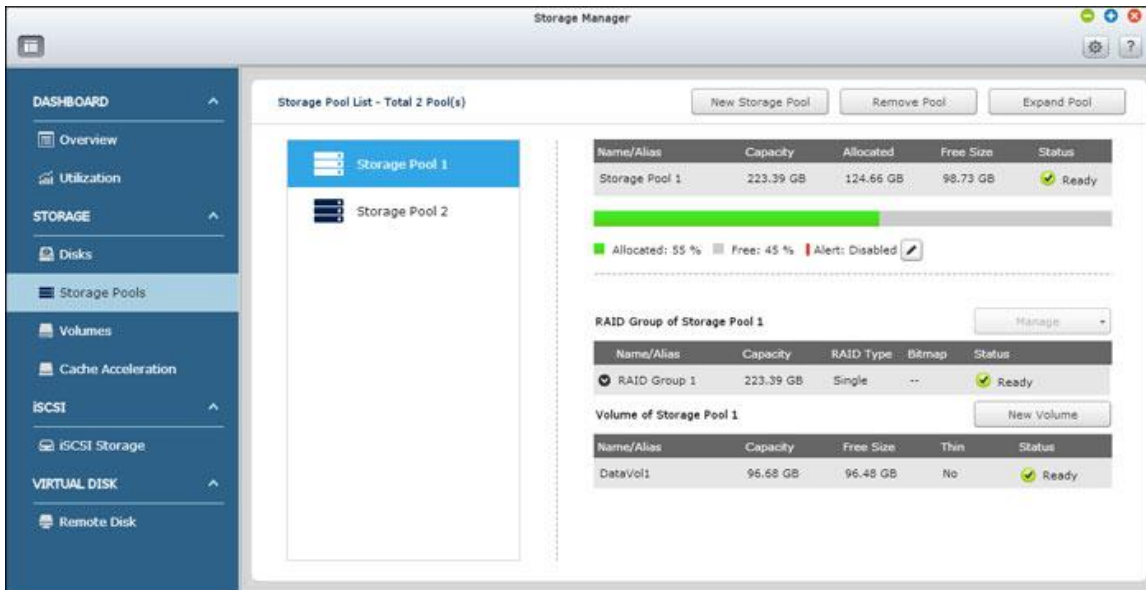 Storage Manager
?
DASHBOARD
Overview
Utilization
STORAGE
Disks
Storage Pools
Volumes
Cache Acceleration
iSCSI
iSCSI Storage
VIRTUAL DISK
Remote Disk
Storage Pool List - Total 2 Pool(s)
New Storage Pool Remove Pool Expand Pool
Storage Pool 1
Storage Pool 2
Name/Alias Capacity Allocated Free Size Status
Storage Pool 1 223.39 GB 124.66 GB 98.73 GB Ready
Allocated: 55 % Free: 45 % Alert: Disabled
RAID Group of Storage Pool 1 Manage
Name/Alias Capacity RAID Type Bitmap Status
RAID Group 1 223.39 GB Single -- Ready
Volume of Storage Pool 1 New Volume
Name/Alias Capacity Free Size Thin Status
DataVol1 96.68 GB 96.48 GB No Ready